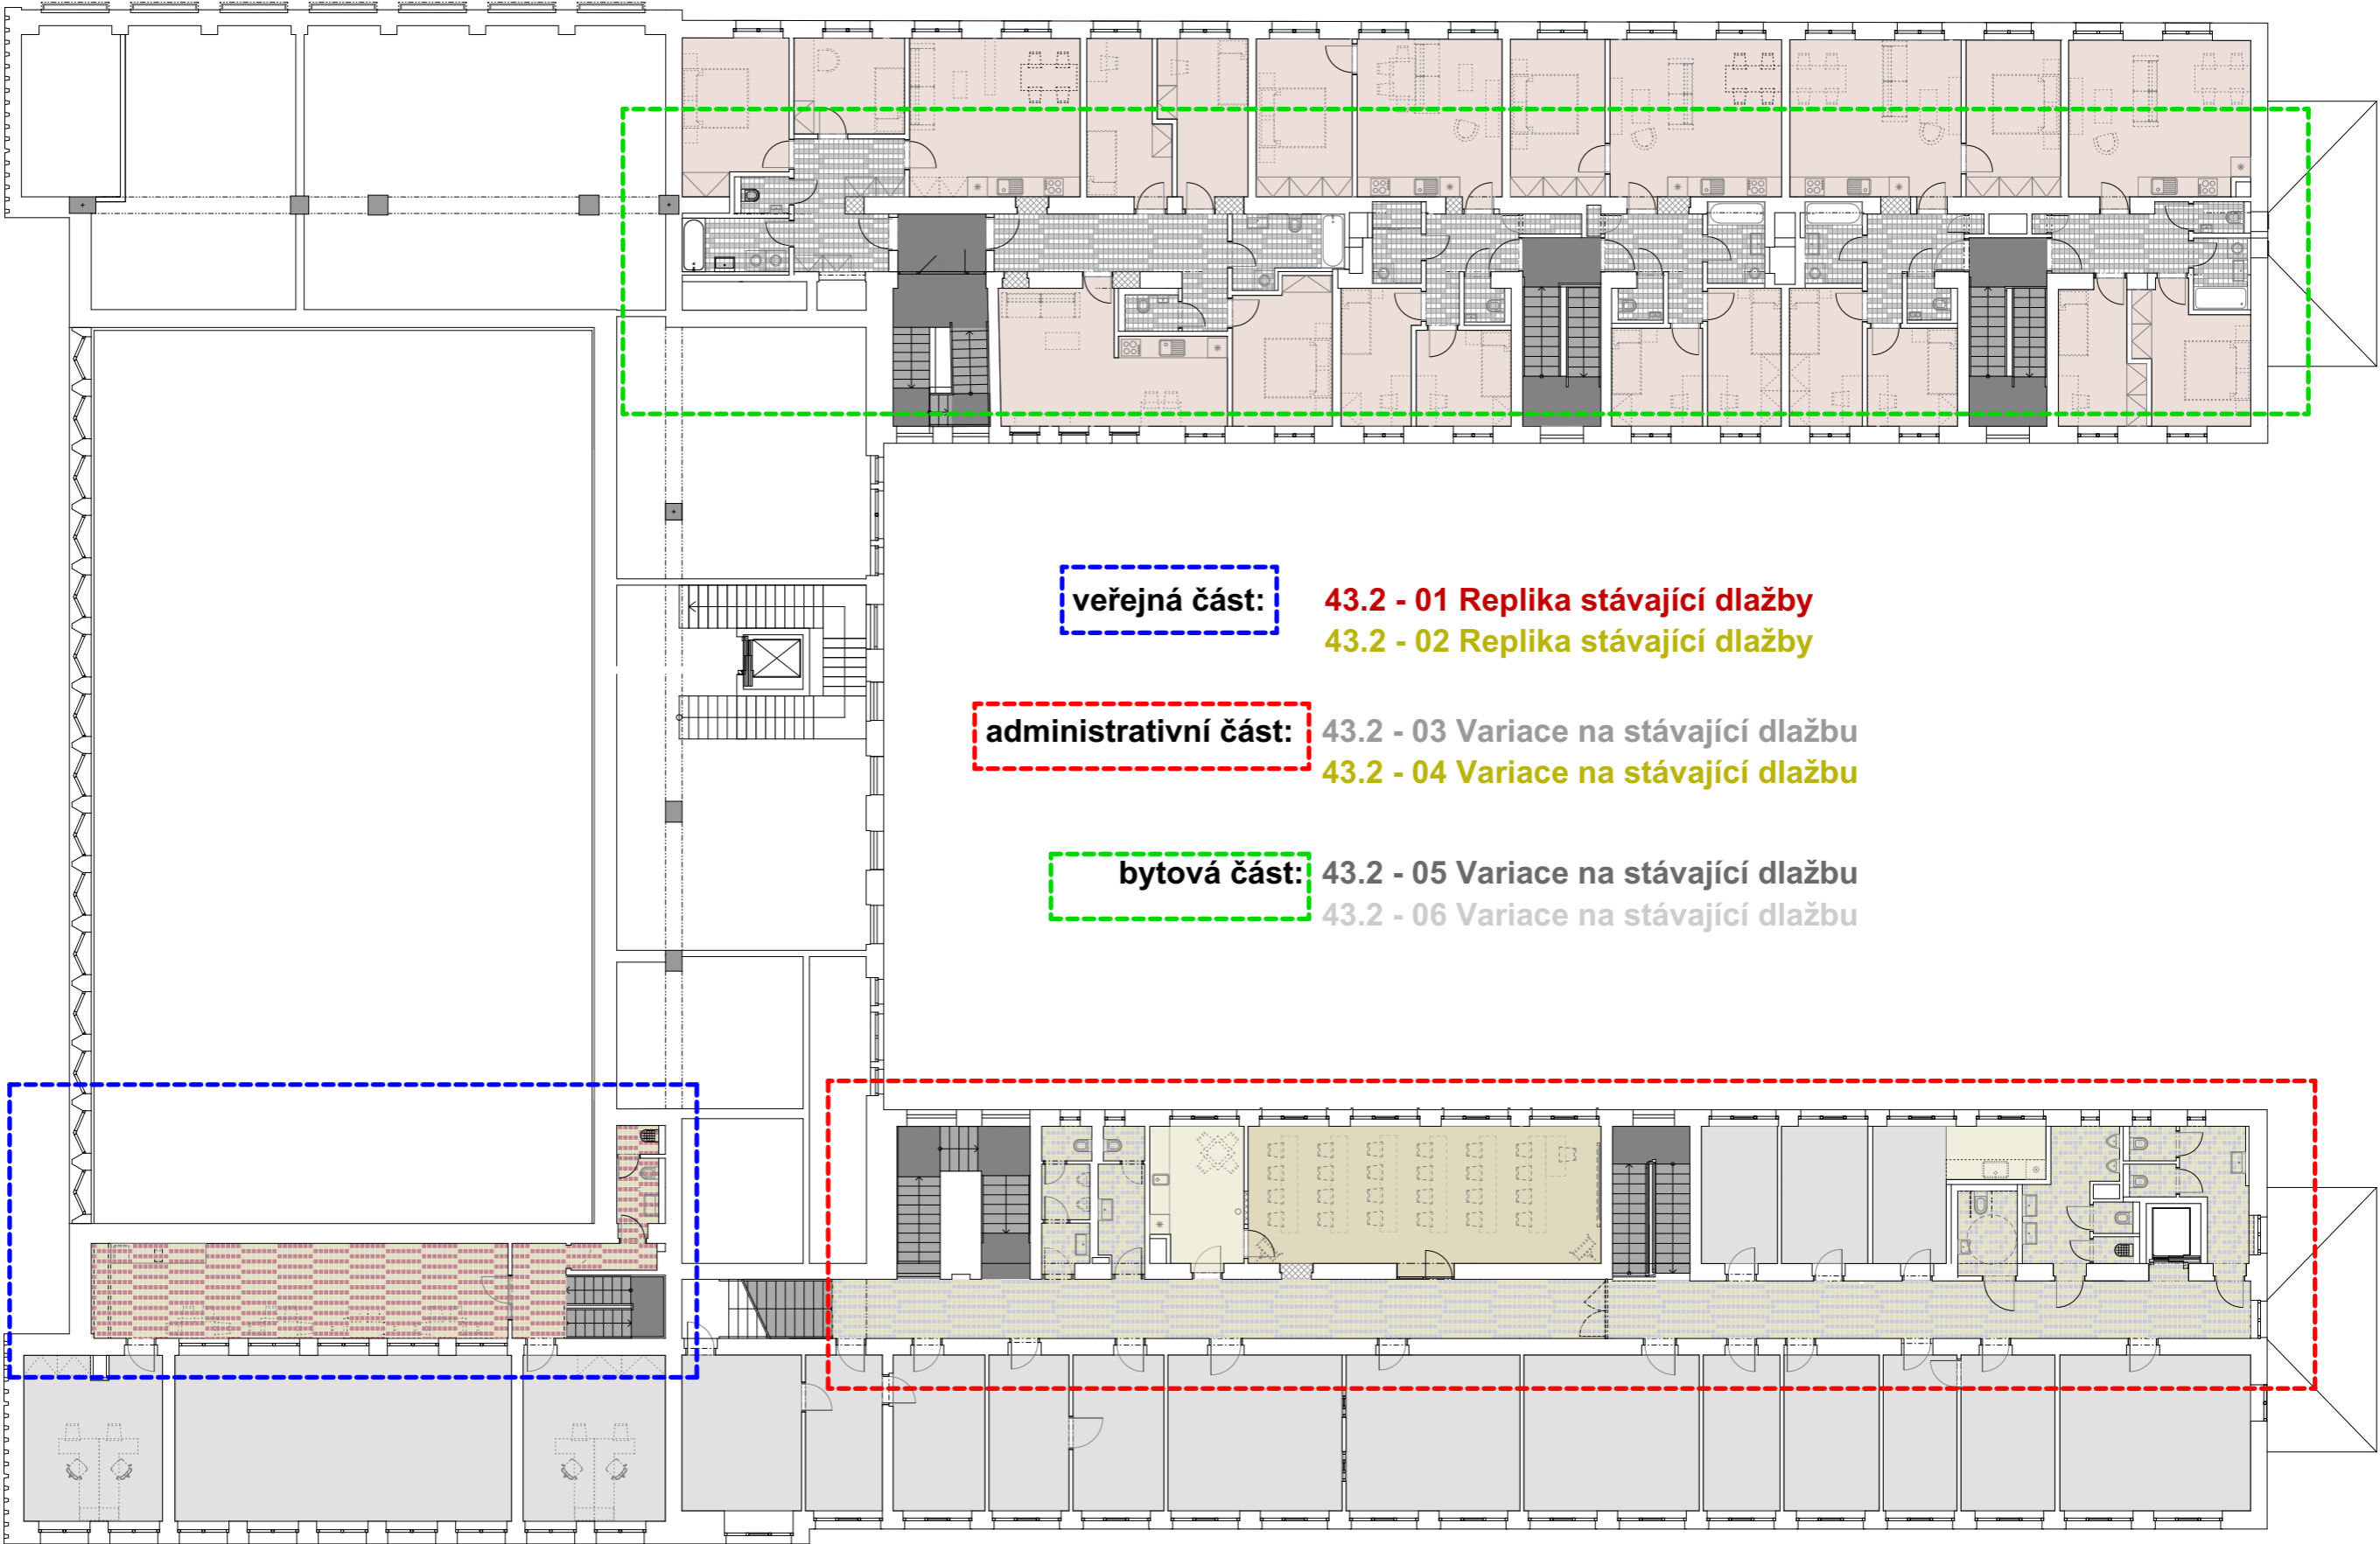 veřejná část: 43.2 - 01 Replika stávající dlažby
43.2 - 02 Replika stávající dlažby
administrativní část: 43.2 - 03 Variace na stávající dlažbu
43.2 - 04 Variace na stávající dlažbu
bytová část: 43.2 - 05 Variace na stávající dlažbu
43.2 - 06 Variace na stávající dlažbu